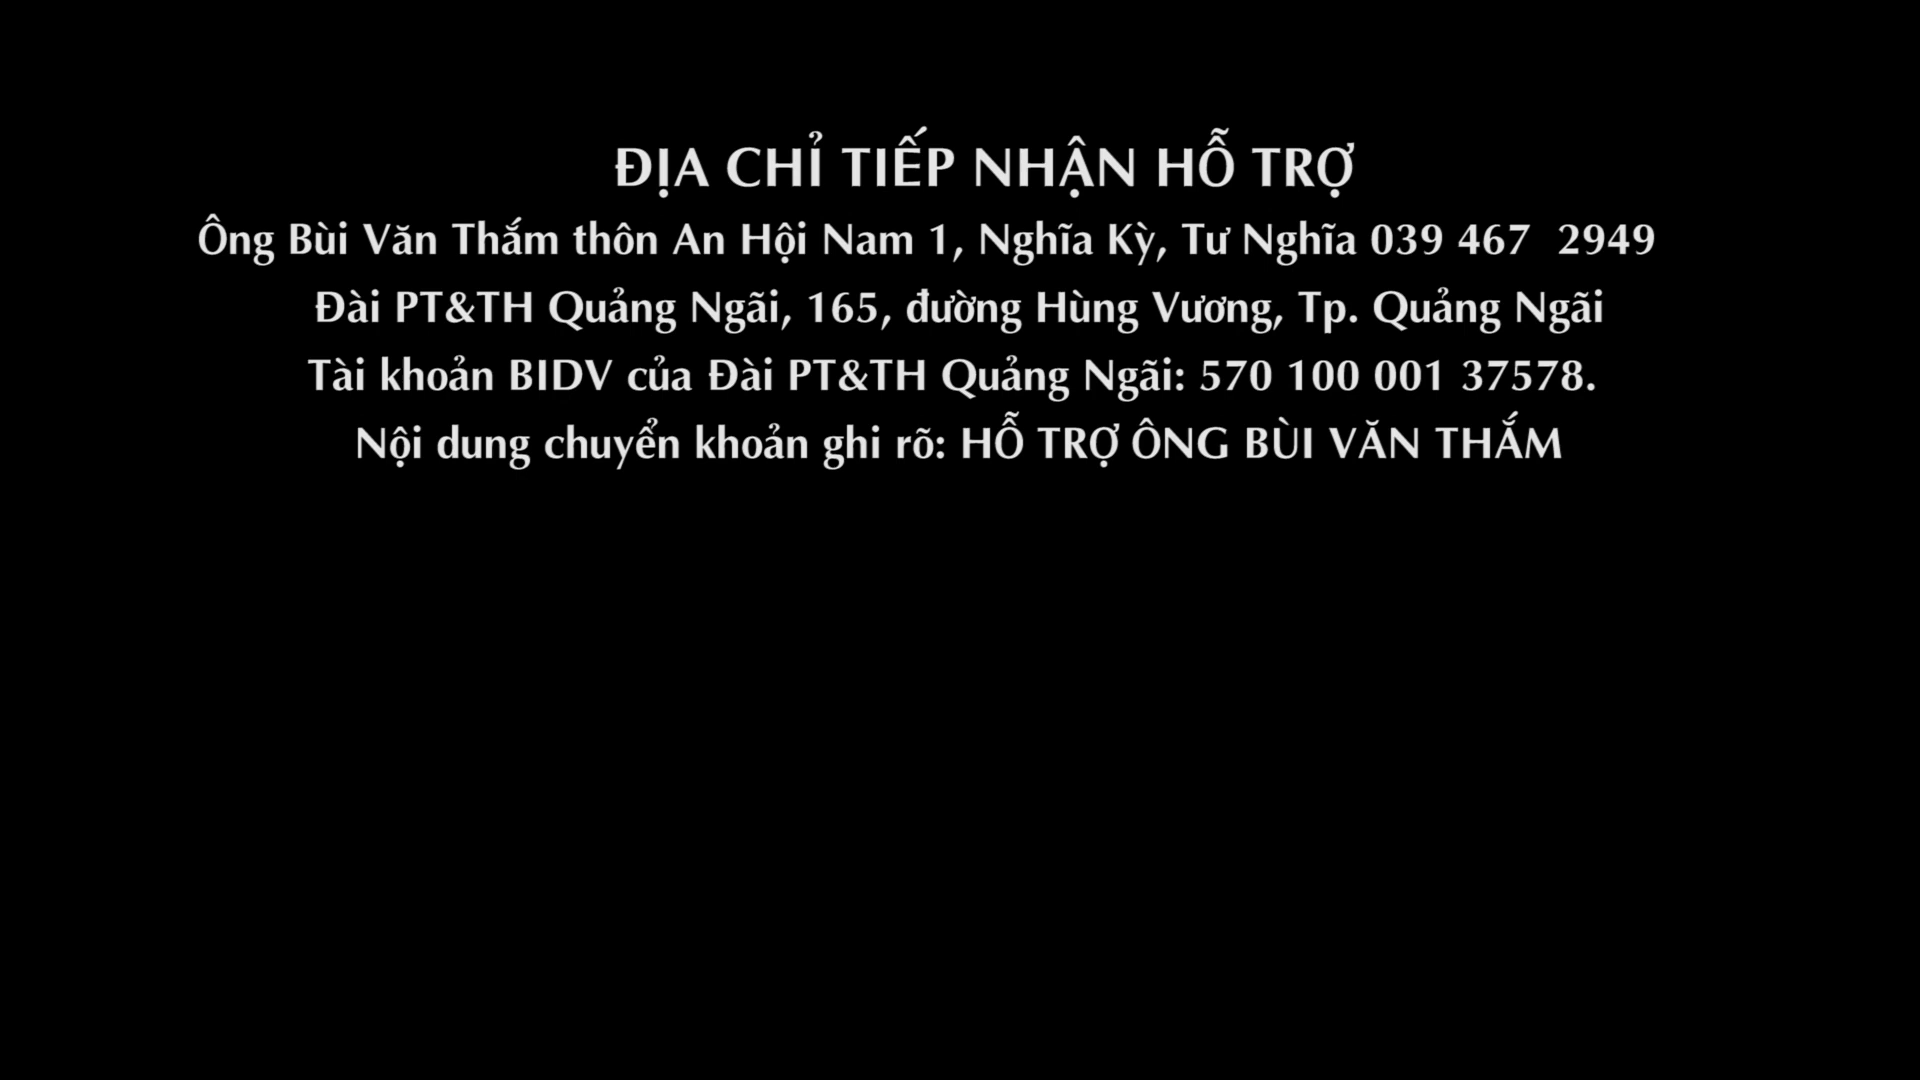 ĐỊA CHỈ TIẾP NHẬN HỖ TRỢ
Ông Bùi Văn Thắm thôn An Hội Nam 1, Nghĩa Kỳ, Tư Nghĩa 039 467  2949
Đài PT&TH Quảng Ngãi, 165, đường Hùng Vương, Tp. Quảng Ngãi
Tài khoản BIDV của Đài PT&TH Quảng Ngãi: 570 100 001 37578.
Nội dung chuyển khoản ghi rõ: HỖ TRỢ ÔNG BÙI VĂN THẮM